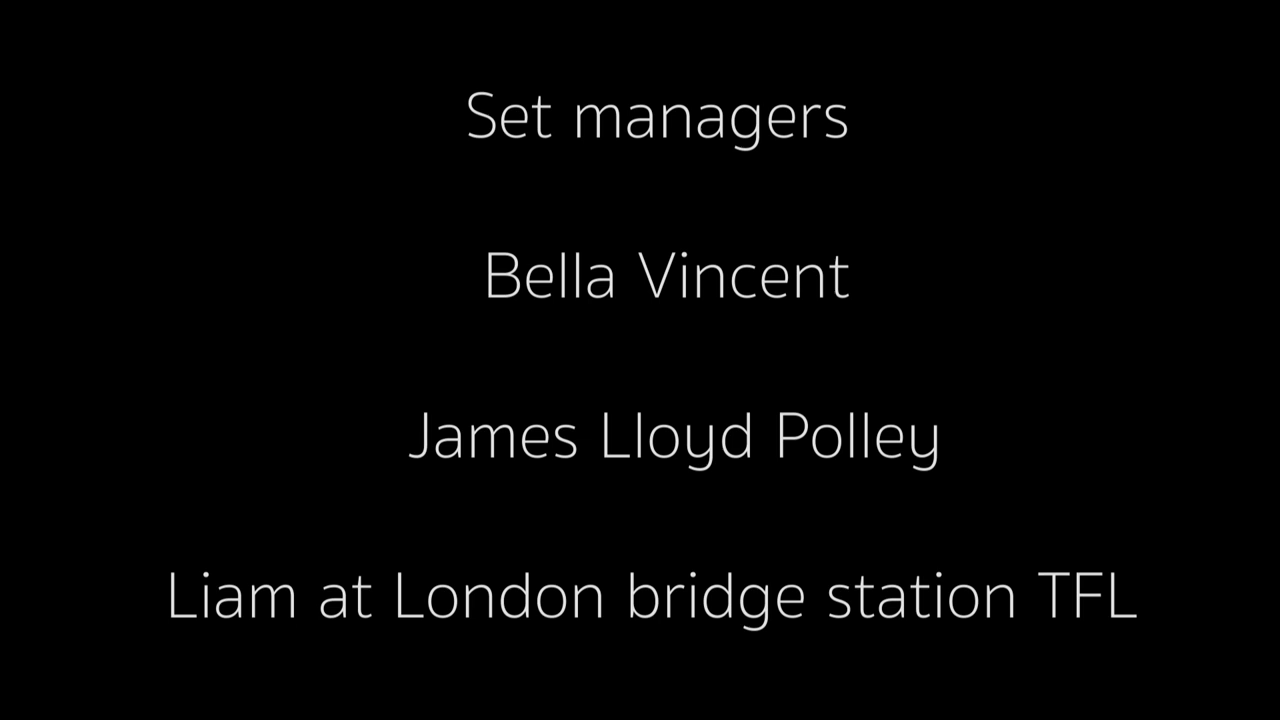 Set managers
Bella Vincent
James Lloyd Polley
Liam at London bridge station TFL